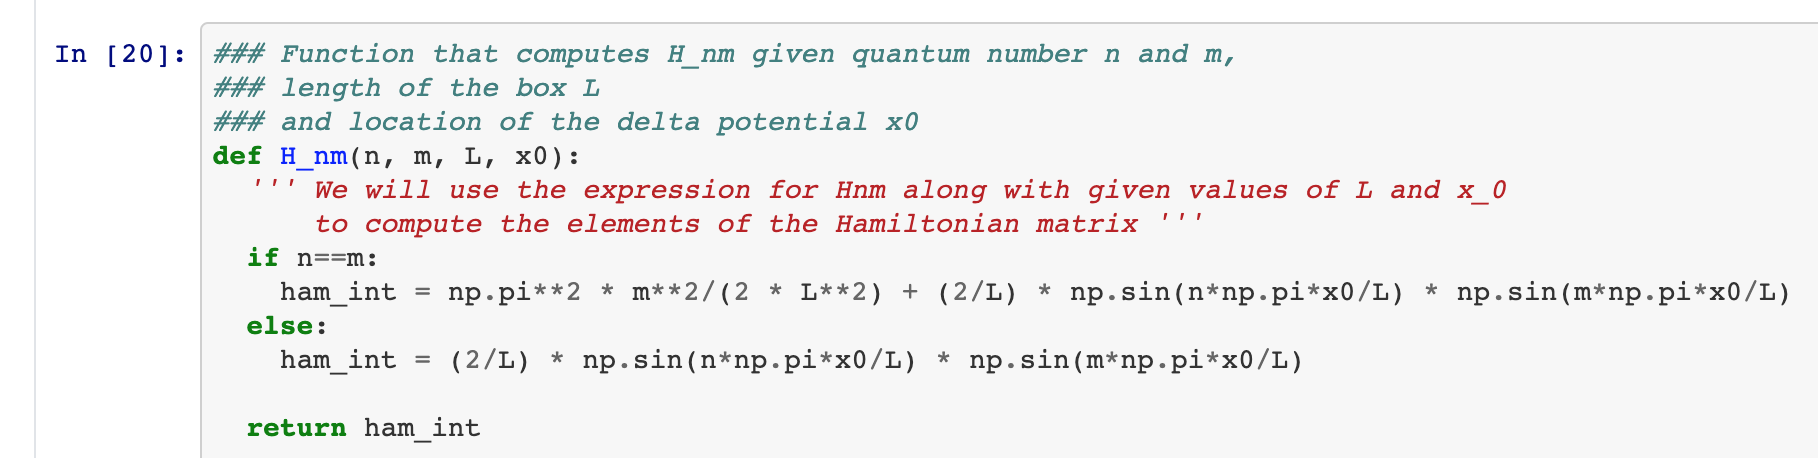 In [20]: ### Function that computes H_nm given quantum number n and m,
### length of the box L
### and location of the delta potential x0
def H_nm(n, m, L, x0):
  ''' We will use the expression for Hnm along with given values of L and x_0
      to compute the elements of the Hamiltonian matrix '''
  if n==m:
    ham_int = np.pi**2 * m**2/(2 * L**2) + (2/L) * np.sin(n*np.pi*x0/L) * np.sin(m*np.pi*x0/L)
  else:
    ham_int = (2/L) * np.sin(n*np.pi*x0/L) * np.sin(m*np.pi*x0/L)
  return ham_int